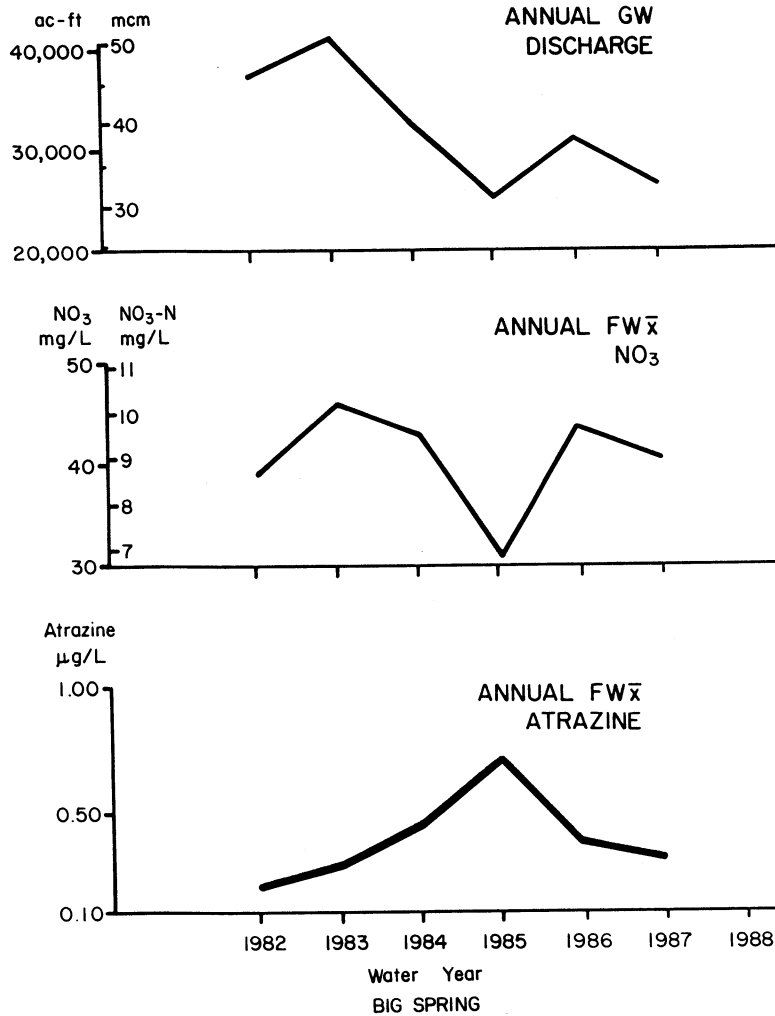 ac-ft mcm
ANNUAL GW
DISCHARGE
40,000
50
40
30,000
30
20,000
NO₃ NO₃-N
mg/L mg/L
ANNUAL FWx̅
NO₃
50
11
10
40
9
8
7
30
Atrazine
μg/L
1.00
ANNUAL FWx̅
ATRAZINE
0.50
0.10
1982 1983 1984 1985 1986 1987 1988
Water Year
BIG SPRING